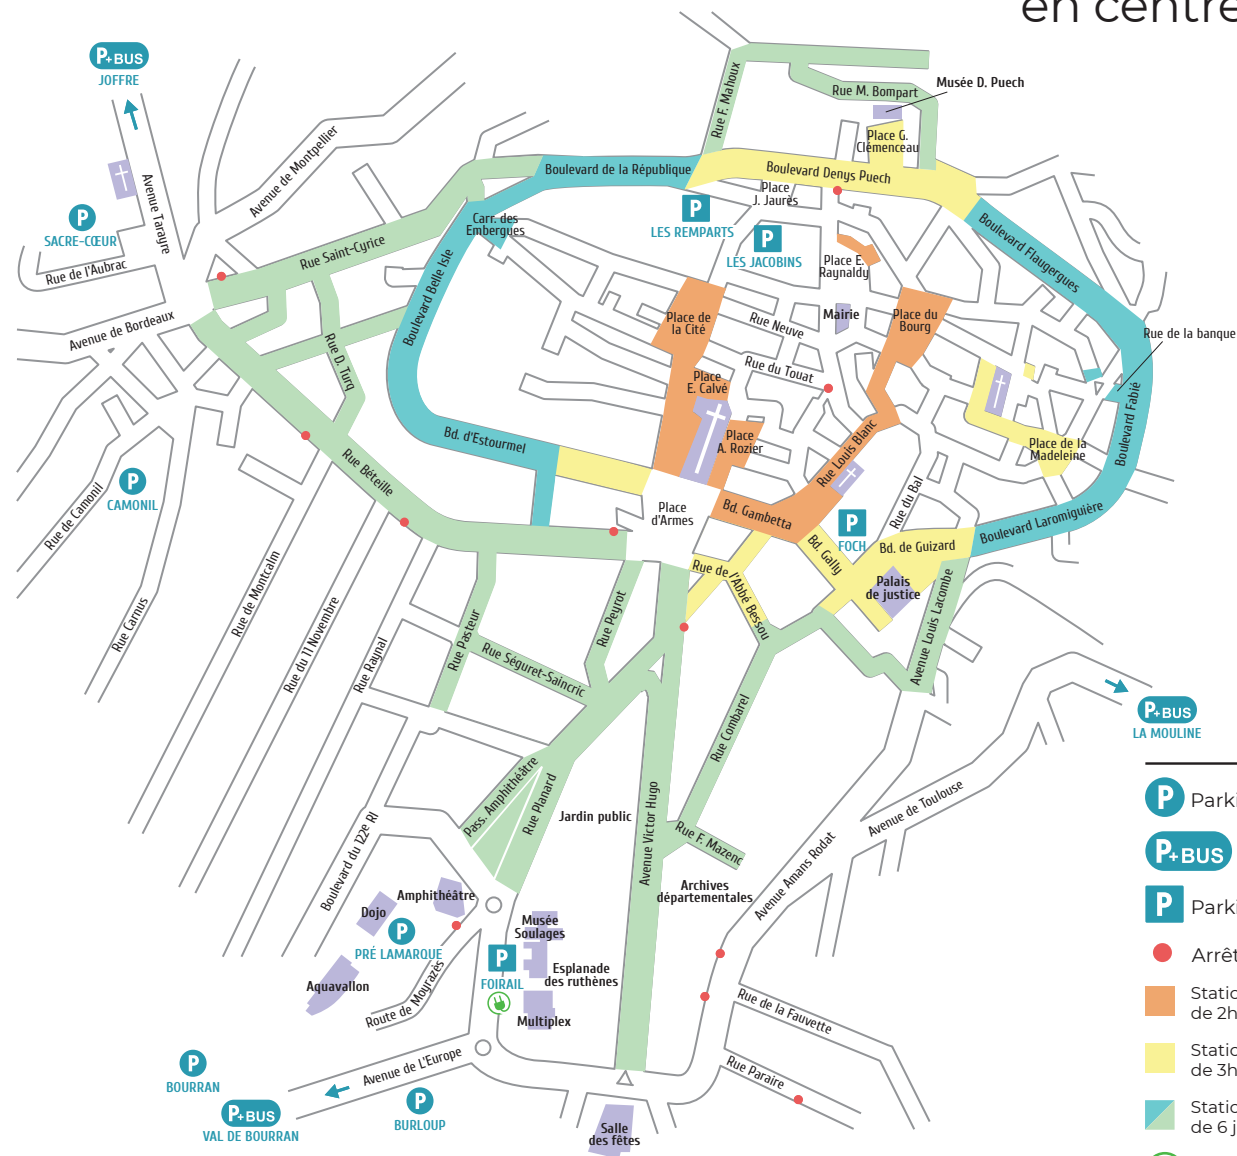 en centre
P+BUS
JOFFRE
Avenue Tarayre
Avenue de Montpellier
P
SACRE-CŒUR
Rue de l'Aubrac
Avenue de Bordeaux
Rue Saint-Cyrice
Rue D. Turq
Rue F. Mahoux
Rue M. Bompart
Musée D. Puech
Place G.
Clémenceau
Boulevard de la République
Boulevard Denys Puech
Place
J. Jaurès
P
LES REMPARTS
P
LES JACOBINS
Carr. des
Embergues
Boulevard Belle Isle
Boulevard Flaugergues
Place E.
Raynaldy
Place de
la Cité
Rue Neuve
Mairie
Place du
Bourg
Rue de la banque
Rue du Touat
Place
E. Calvé
Place
A. Rozier
Boulevard Fabié
Place de la
Madeleine
Bd. d'Estourmel
Rue Louis Blanc
Rue du Bal
Rue Béteille
P
CAMONIL
Rue de Camonil
Place
d'Armes
Bd. Gambetta
P
FOCH
Boulevard Laromiguière
Bd. de Guizard
Bd. Gally
Palais
de justice
Rue de l'Abbé Bessou
Avenue Louis Lacombe
Rue Carnus
Rue de Montcalm
Rue du 11 Novembre
Rue Raynal
Rue Pasteur
Rue Peyrot
Rue Séguret-Saincric
Rue Combarel
P+BUS
LA MOULINE
Pass. Amphithéâtre
Rue Planard
Jardin public
Avenue Victor Hugo
Rue F. Mazenc
Avenue de Toulouse
Avenue Amans Rodat
Archives
départementales
Boulevard du 122e RI
Amphithéâtre
Dojo
P
PRÉ LAMARQUE
Aquavallon
Route de Moyrazès
Musée
Soulages
P
FOIRAIL
Esplanade
des ruthènes
Multiplex
Rue de la Fauvette
Rue Paraire
Avenue de L'Europe
P
BOURRAN
P+BUS
VAL DE BOURRAN
P
BURLOUP
Salle
des fêtes
P Parki
P+BUS
P Parki
Arrêt
Static
de 2h
Static
de 3h
Static
de 6 j